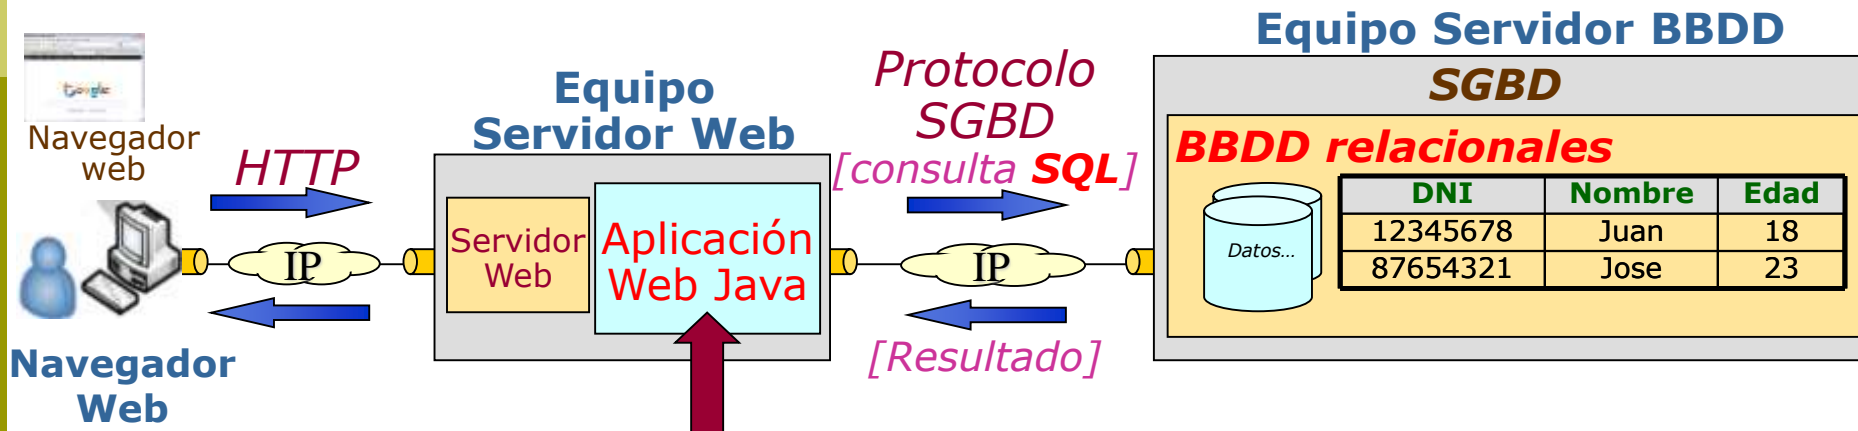 Equipo Servidor BBDD
Google
Navegador
web
HTTP
Equipo
Servidor Web
Protocolo
SGBD
[consulta SQL]
SGBD
BBDD relacionales
DNI Nombre Edad
12345678 Juan 18
87654321 Jose 23
Datos...
IP
Servidor
Web
Aplicación
Web Java
IP
[Resultado]
Navegador
Web